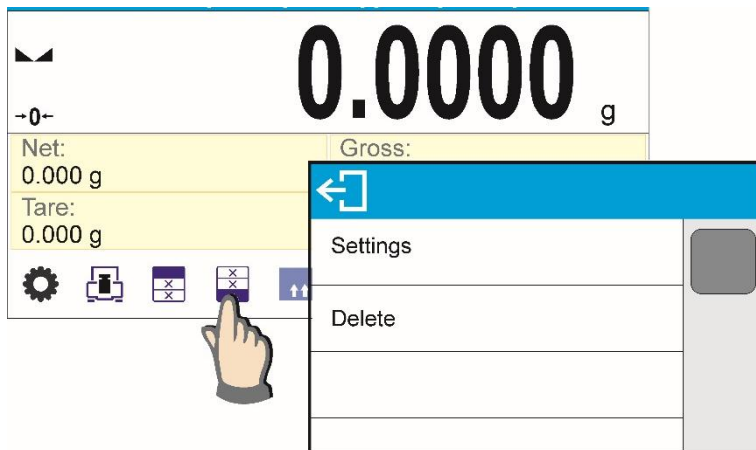 0.0000 g
→0←
Net:
0.000 g
Gross:
Tare:
0.000 g
Settings
Delete